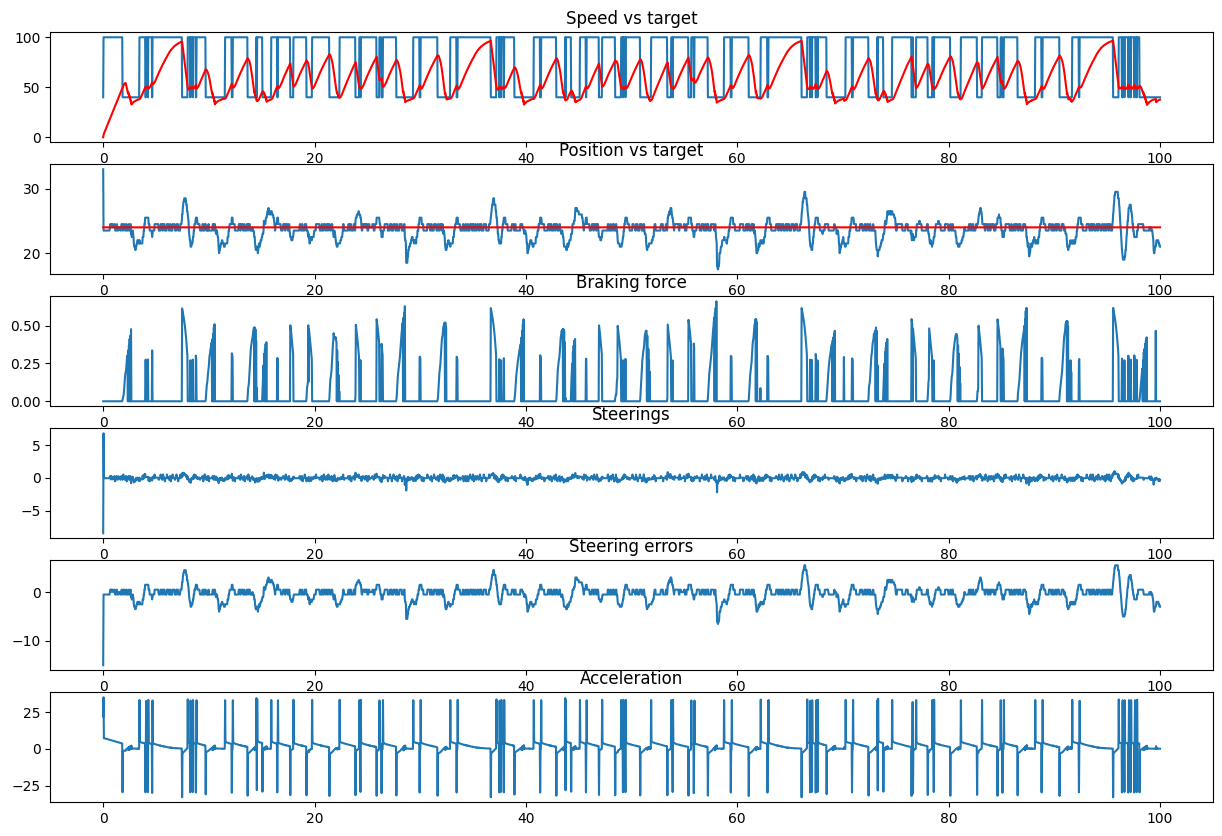 Speed vs target
100
50
0
0 20 40 60 80 100
Position vs target
30
20
0 20 40 60 80 100
Braking force
0.50
0.25
0.00
0 20 40 60 80 100
Steerings
5
0
−5
0 20 40 60 80 100
Steering errors
0
−10
0 20 40 60 80 100
Acceleration
25
0
−25
0 20 40 60 80 100